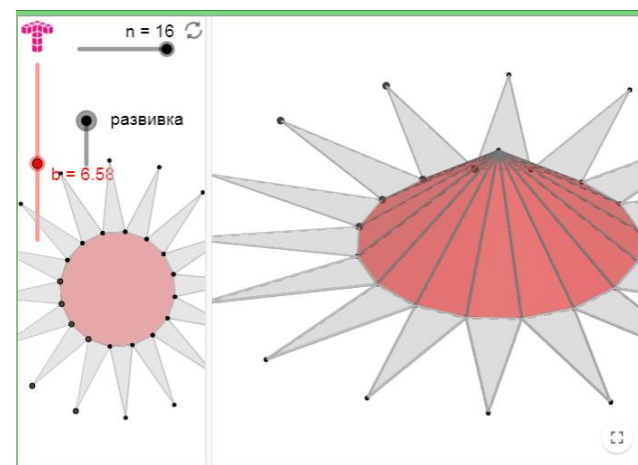 n = 16
развивка
b = 6.58